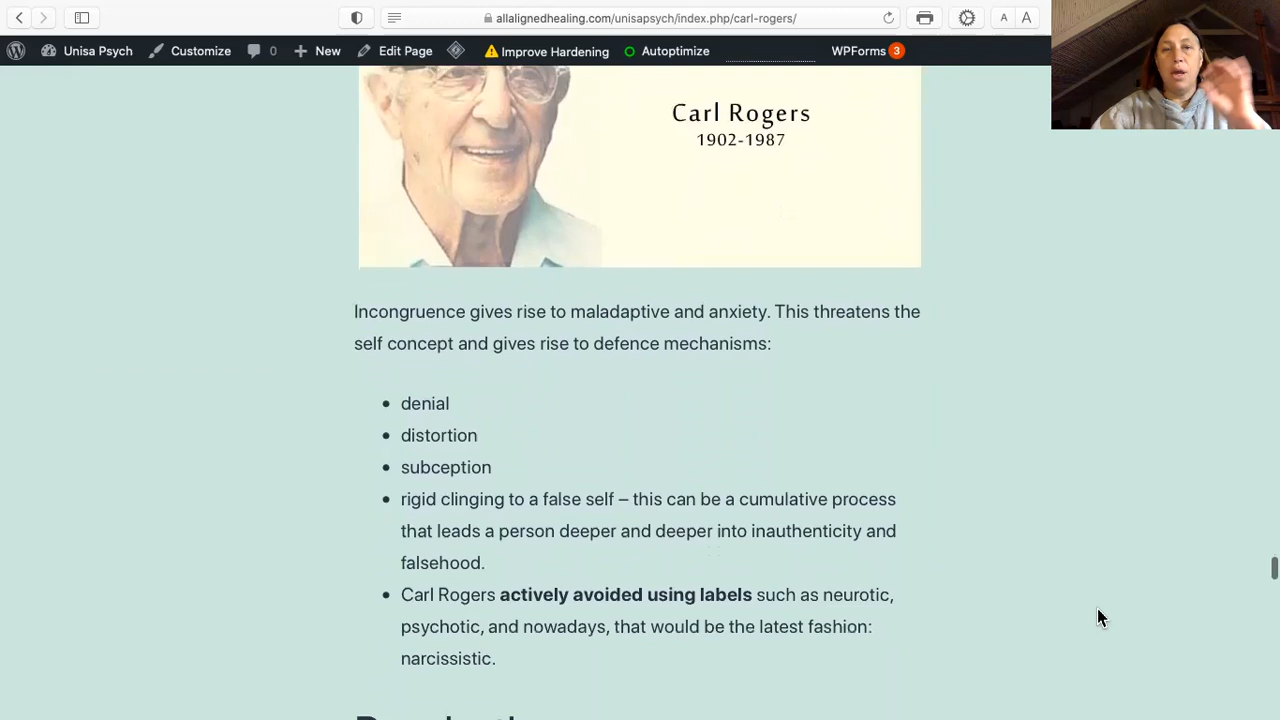 allalignedhealing.com/unisapsych/index.php/carl-rogers/
A A
Unisa Psych Customize 0 New Edit Page Improve Hardening Autoptimize WPForms 3
Carl Rogers
1902-1987
Incongruence gives rise to maladaptive and anxiety. This threatens the
self concept and gives rise to defence mechanisms:
• denial
• distortion
• subception
• rigid clinging to a false self – this can be a cumulative process
that leads a person deeper and deeper into inauthenticity and
falsehood.
• Carl Rogers actively avoided using labels such as neurotic,
psychotic, and nowadays, that would be the latest fashion:
narcissistic.